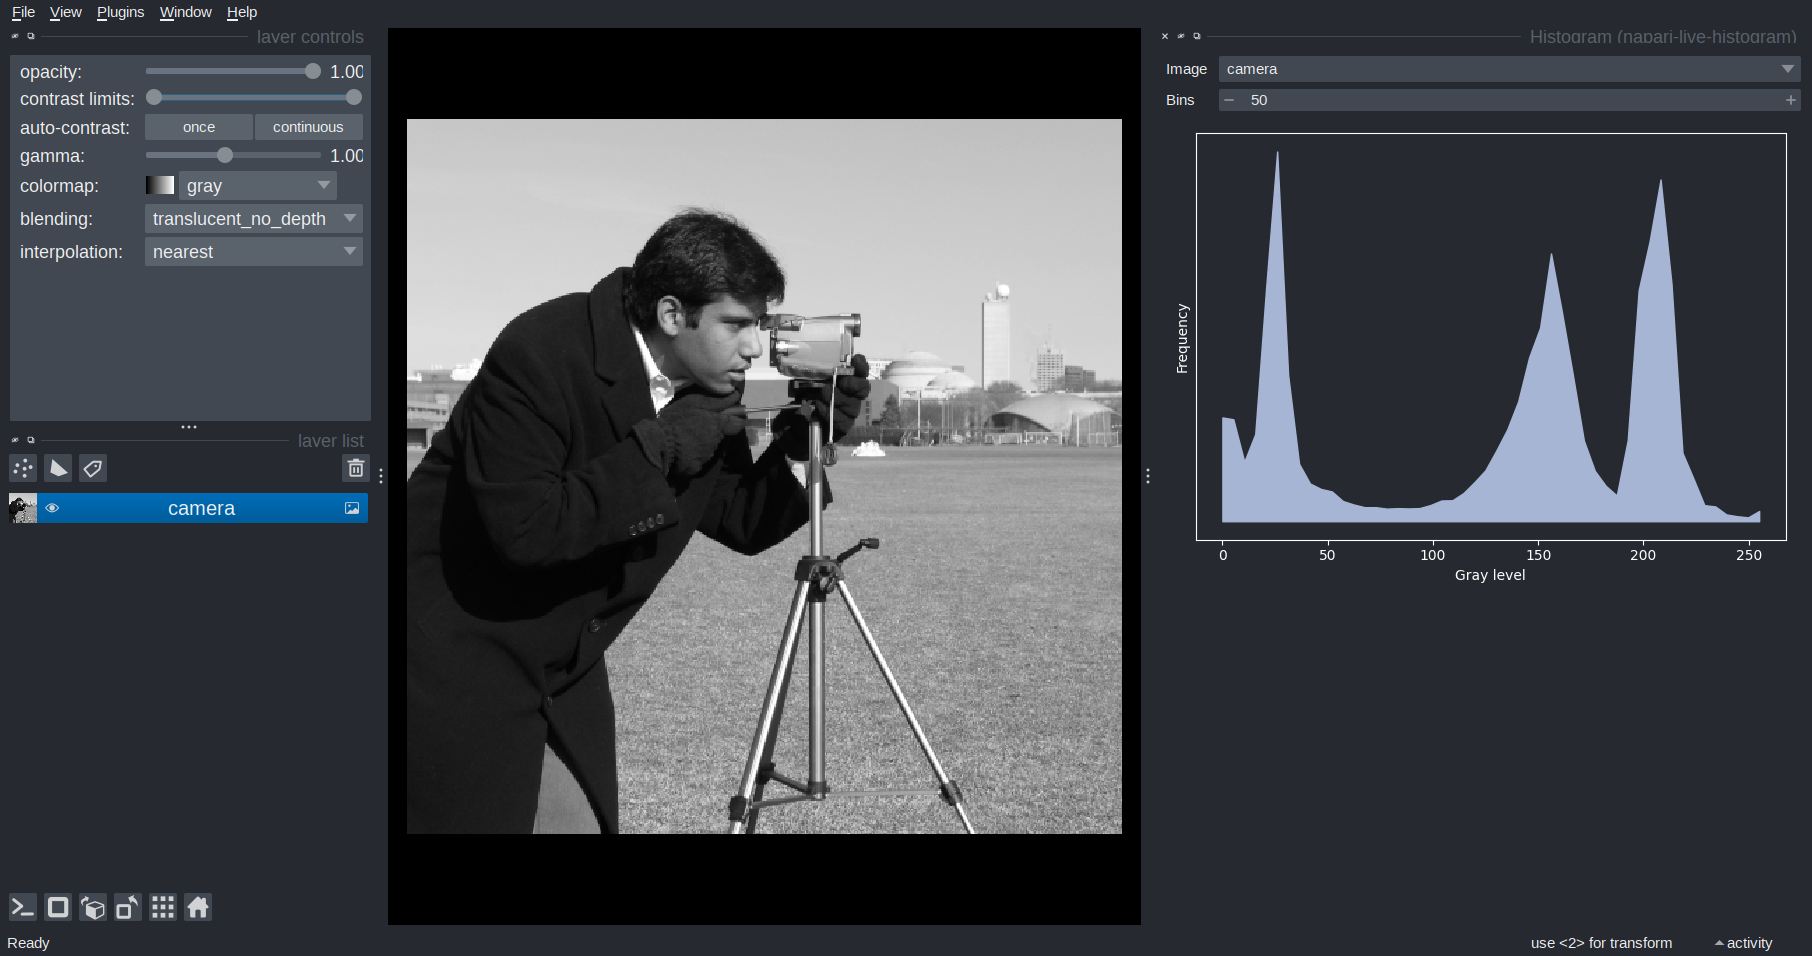 File View Plugins Window Help
layer controls
opacity: 1.00
contrast limits:
auto-contrast: once continuous
gamma: 1.00
colormap: gray
blending: translucent_no_depth
interpolation: nearest
layer list
camera
Histogram (napari-live-histogram)
Image camera
Bins 50
Frequency
0 50 100 150 200 250
Gray level
Ready
use <2> for transform
activity